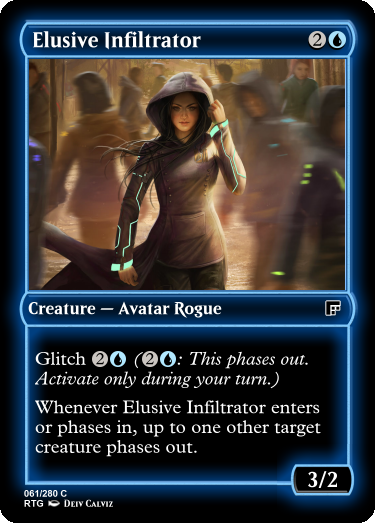 Elusive Infiltrator 2
Creature — Avatar Rogue
Glitch 2 (2: This phases out.
Activate only during your turn.)
Whenever Elusive Infiltrator enters
or phases in, up to one other target
creature phases out.
3/2
061/280 C
RTG DEIV CALVIZ